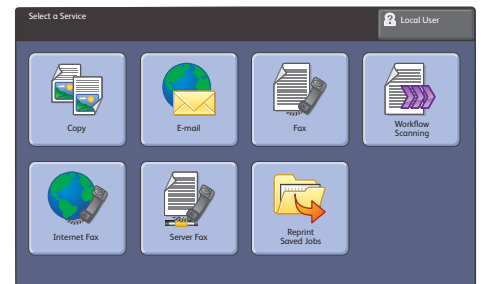 Select a Service
Local User
Copy
E-mail
Fax
Workflow
Scanning
Internet Fax
Server Fax
Reprint
Saved Jobs